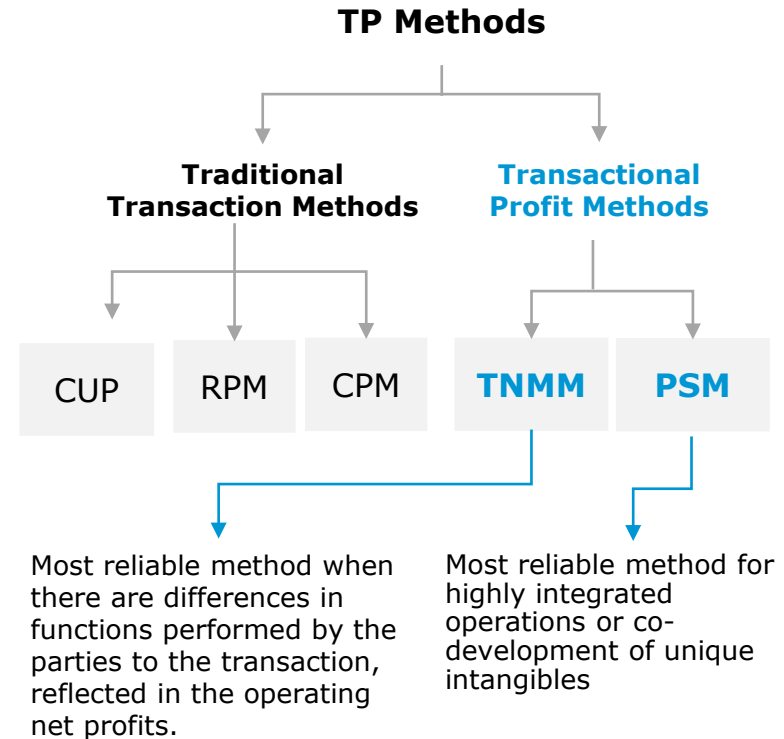 TP Methods
Traditional
Transaction Methods
Transactional
Profit Methods
CUP
RPM
CPM
TNMM
PSM
Most reliable method when
there are differences in
functions performed by the
parties to the transaction,
reflected in the operating
net profits.
Most reliable method for
highly integrated
operations or co-
development of unique
intangibles